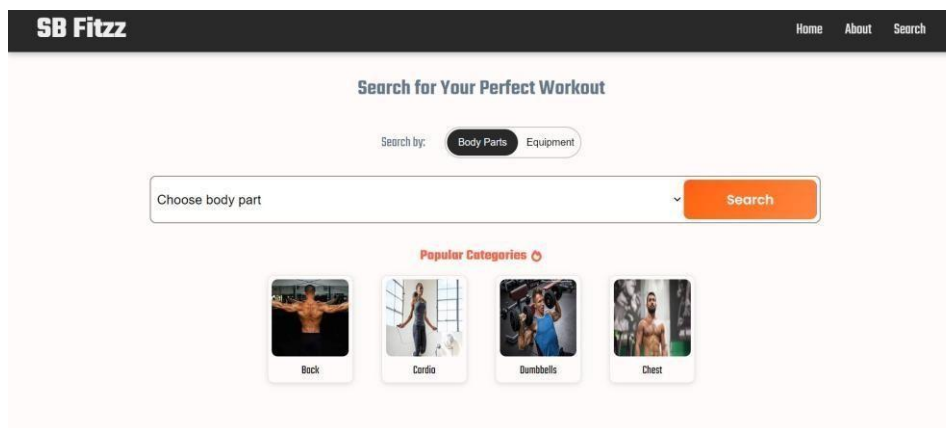 SB Fitzz
Home About Search
Search for Your Perfect Workout
Search by: Body Parts Equipment
Choose body part Search
Popular Categories
Back Cardio Dumbbells Chest